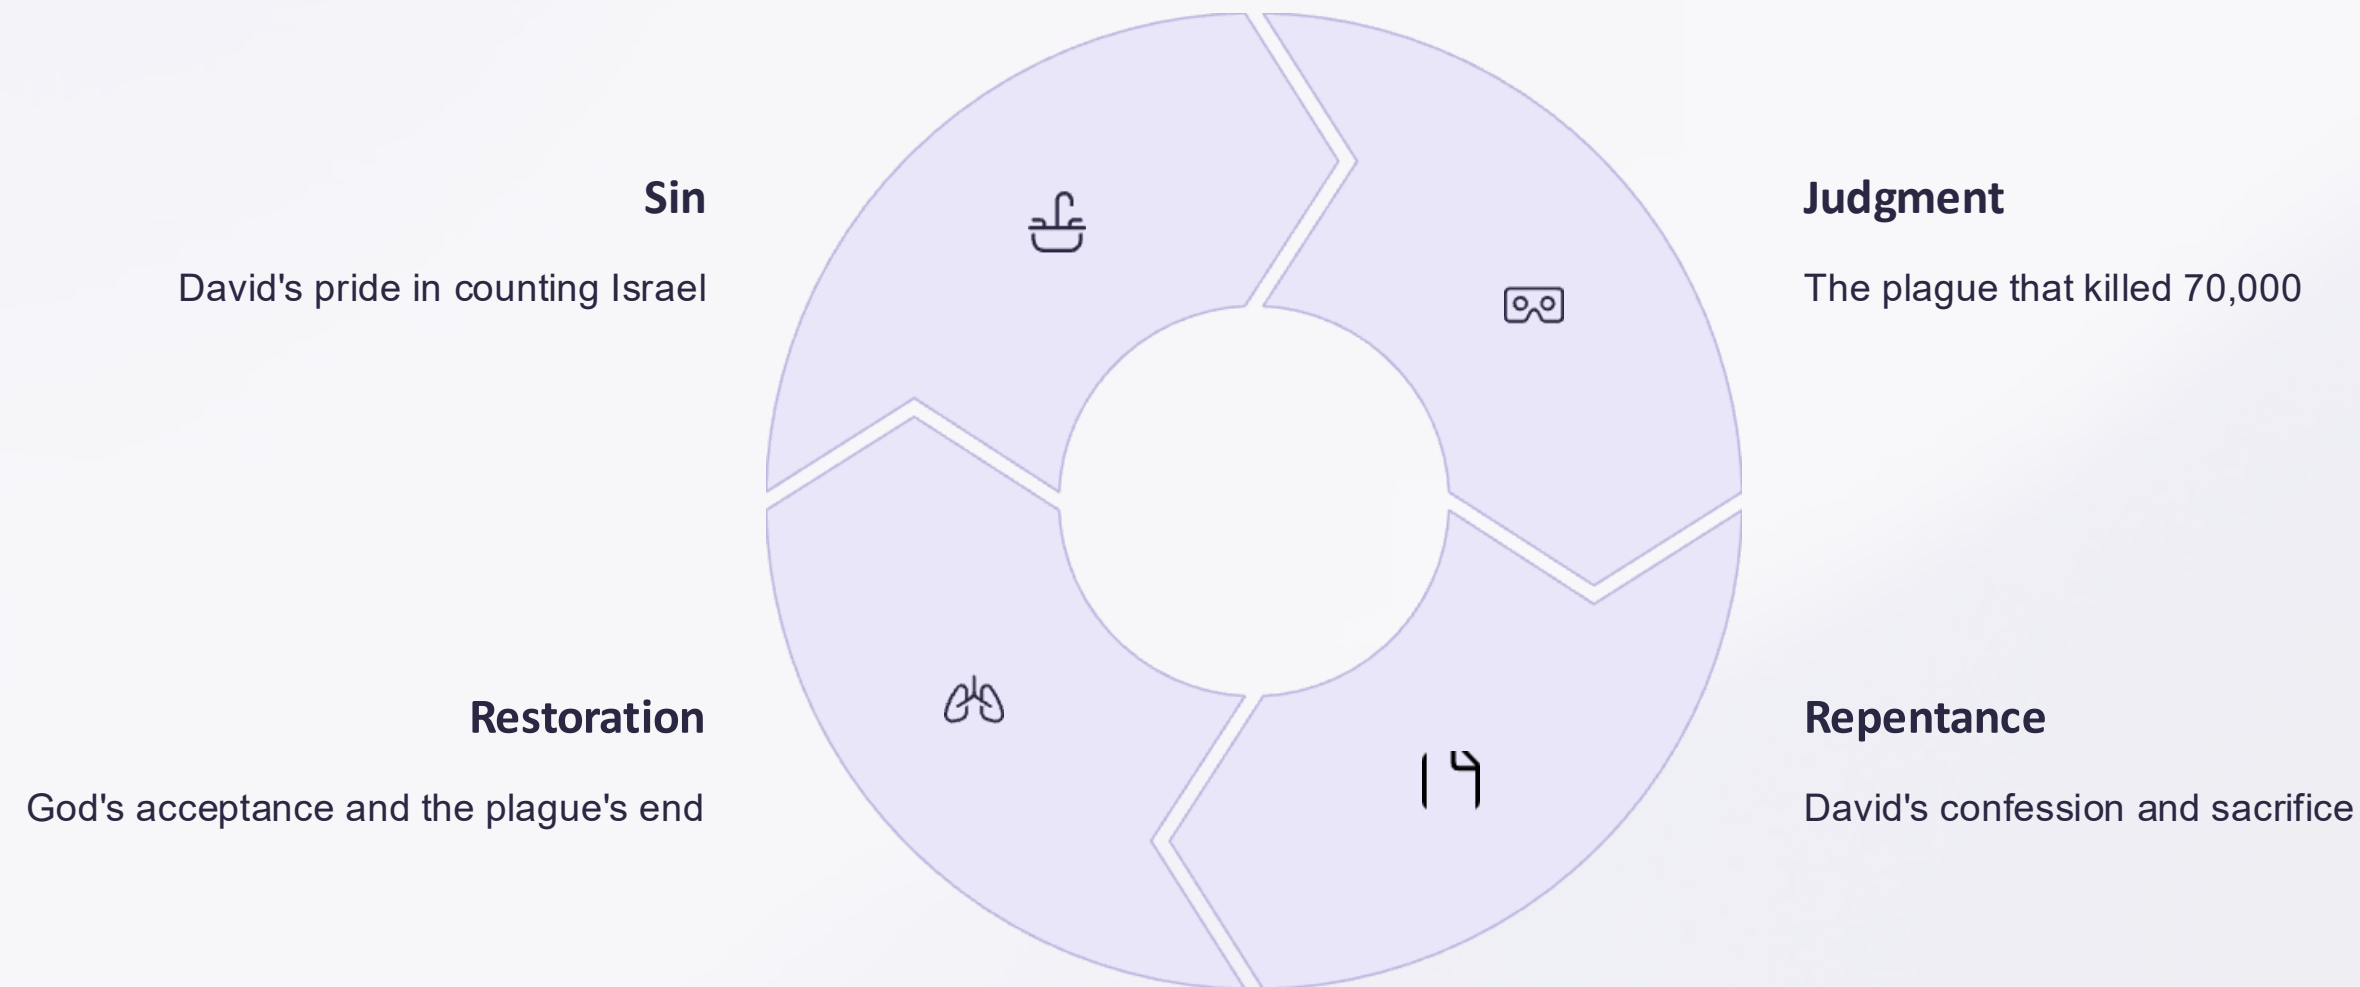 Sin
David's pride in counting Israel
Judgment
The plague that killed 70,000
Restoration
God's acceptance and the plague's end
Repentance
David's confession and sacrifice